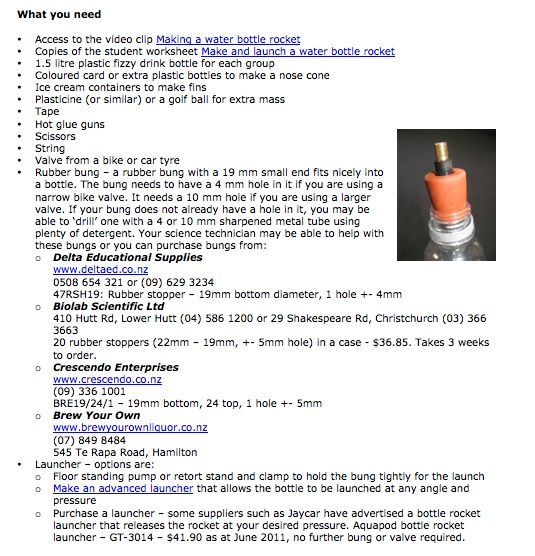 What you need
• Access to the video clip Making a water bottle rocket
• Copies of the student worksheet Make and launch a water bottle rocket
• 1.5 litre plastic fizzy drink bottle for each group
• Coloured card or extra plastic bottles to make a nose cone
• Ice cream containers to make fins
• Plasticine (or similar) or a golf ball for extra mass
• Tape
• Hot glue guns
• Scissors
• String
• Valve from a bike or car tyre
• Rubber bung – a rubber bung with a 19 mm small end fits nicely into
a bottle. The bung needs to have a 4 mm hole in it if you are using a
narrow bike valve. It needs a 10 mm hole if you are using a larger
valve. If your bung does not already have a hole in it, you may be
able to ‘drill’ one with a 4 or 10 mm sharpened metal tube using
plenty of detergent. Your science technician may be able to help with
these bungs or you can purchase bungs from:
o Delta Educational Supplies
www.deltaed.co.nz
0508 654 321 or (09) 629 3234
47RSH19: Rubber stopper – 19mm bottom diameter, 1 hole +- 4mm
o Biolab Scientific Ltd
410 Hutt Rd, Lower Hutt (04) 586 1200 or 29 Shakespeare Rd, Christchurch (03) 366
3663
20 rubber stoppers (22mm – 19mm, +- 5mm hole) in a case - $36.85. Takes 3 weeks
to order.
o Crescendo Enterprises
www.crescendo.co.nz
(09) 336 1001
BRE19/24/1 – 19mm bottom, 24 top, 1 hole +- 5mm
o Brew Your Own
www.brewyourownliquor.co.nz
(07) 849 8484
545 Te Rapa Road, Hamilton
• Launcher – options are:
o Floor standing pump or retort stand and clamp to hold the bung tightly for the launch
o Make an advanced launcher that allows the bottle to be launched at any angle and
pressure
o Purchase a launcher – some suppliers such as Jaycar have advertised a bottle rocket
launcher that releases the rocket at your desired pressure. Aquapod bottle rocket
launcher – GT-3014 – $41.90 as at June 2011, no further bung or valve required.